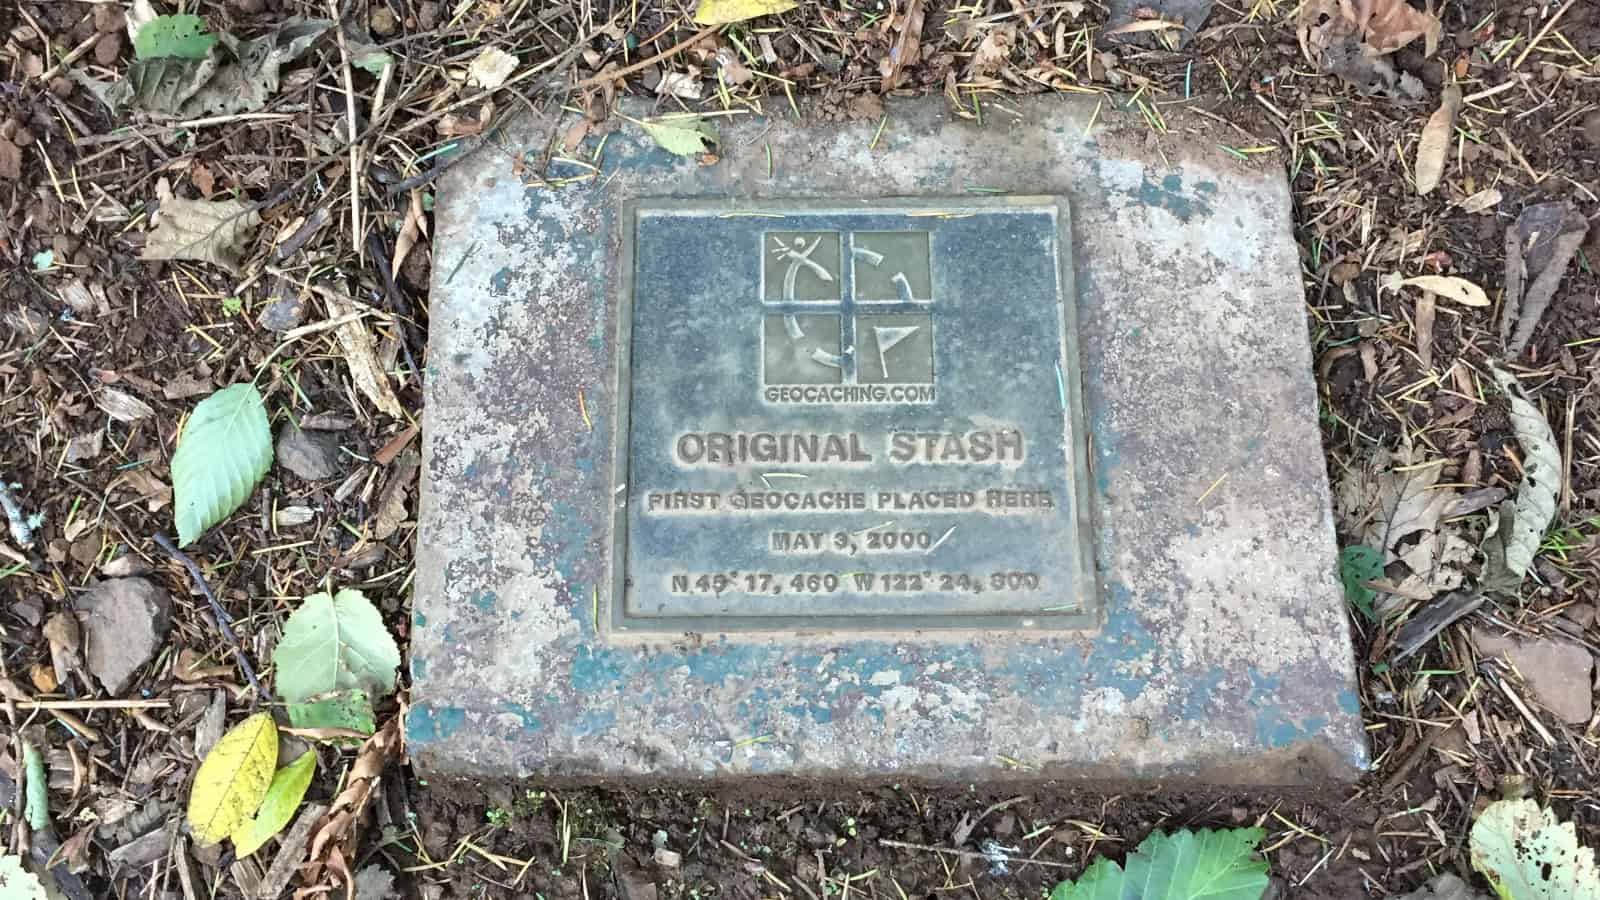 GEOCACHING.COM
ORIGINAL STASH
FIRST GEOCACHE PLACED HERE
MAY 3, 2000
N 45° 17, 460 W 122° 24, 800